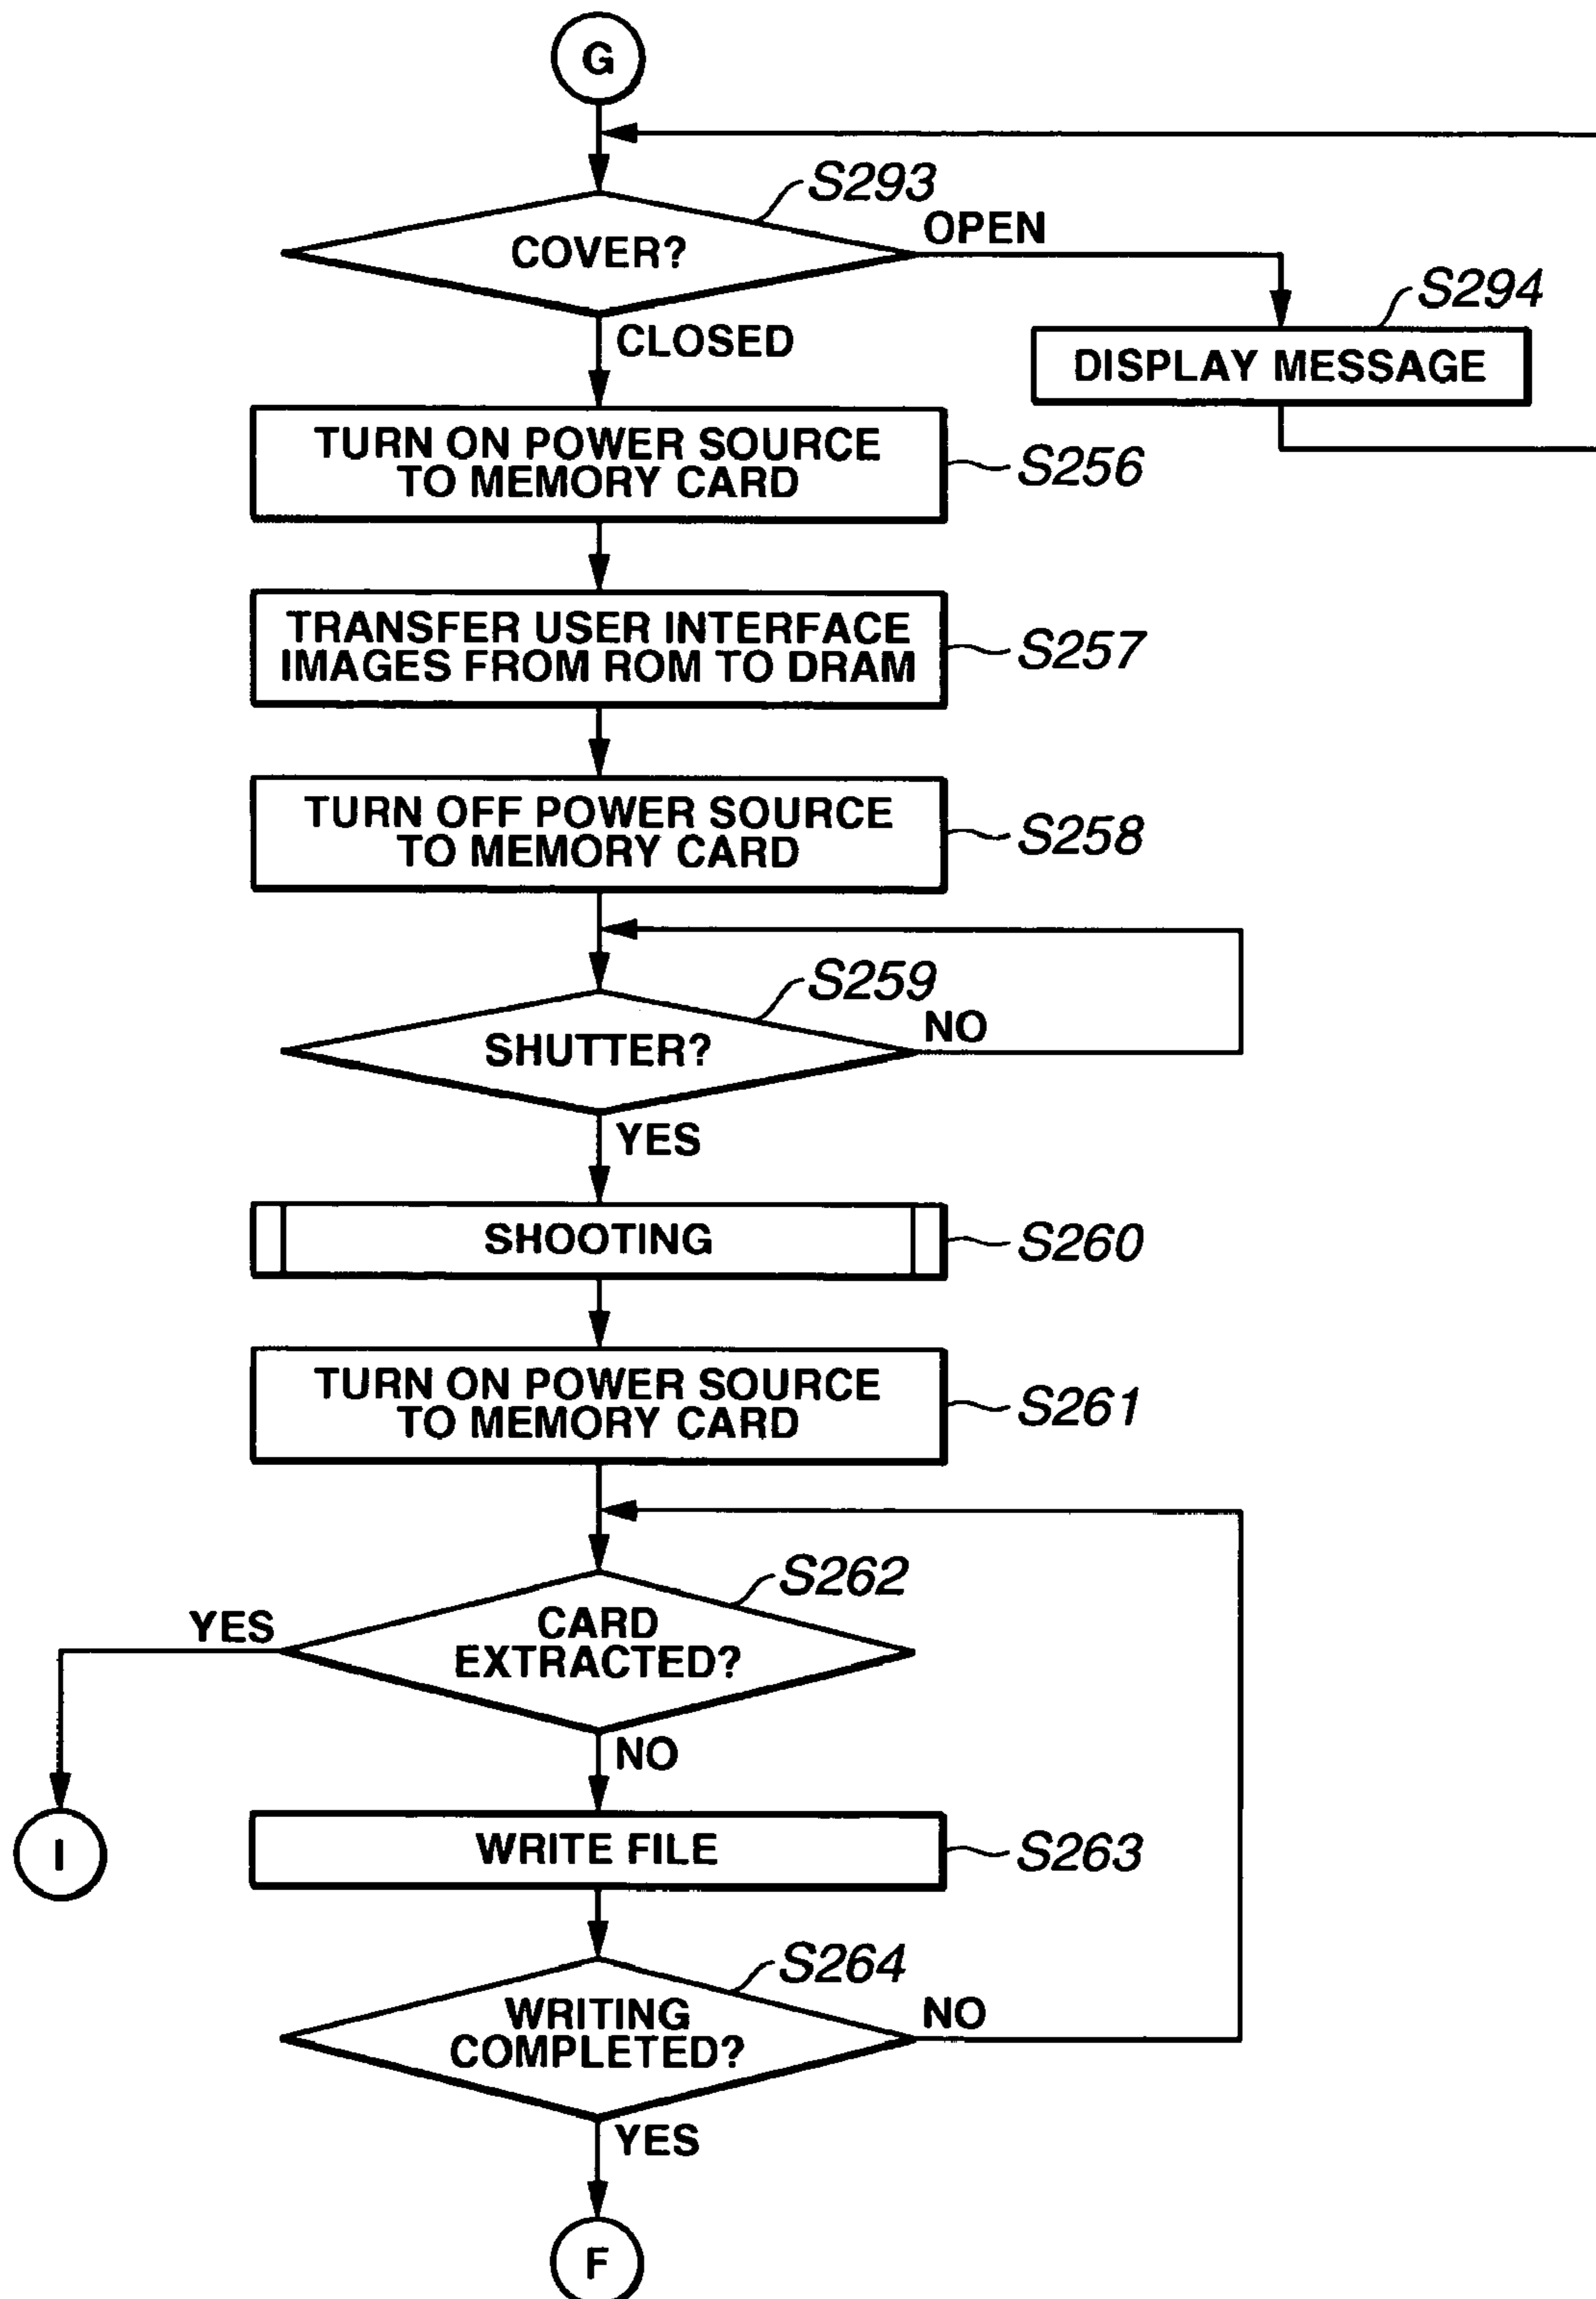 G
S293
COVER?
OPEN
S294
CLOSED
DISPLAY MESSAGE
TURN ON POWER SOURCE
TO MEMORY CARD
S256
TRANSFER USER INTERFACE
IMAGES FROM ROM TO DRAM
S257
TURN OFF POWER SOURCE
TO MEMORY CARD
S258
S259
SHUTTER?
NO
YES
SHOOTING
S260
TURN ON POWER SOURCE
TO MEMORY CARD
S261
S262
YES
CARD
EXTRACTED?
NO
I
WRITE FILE
S263
S264
WRITING
COMPLETED?
NO
YES
F